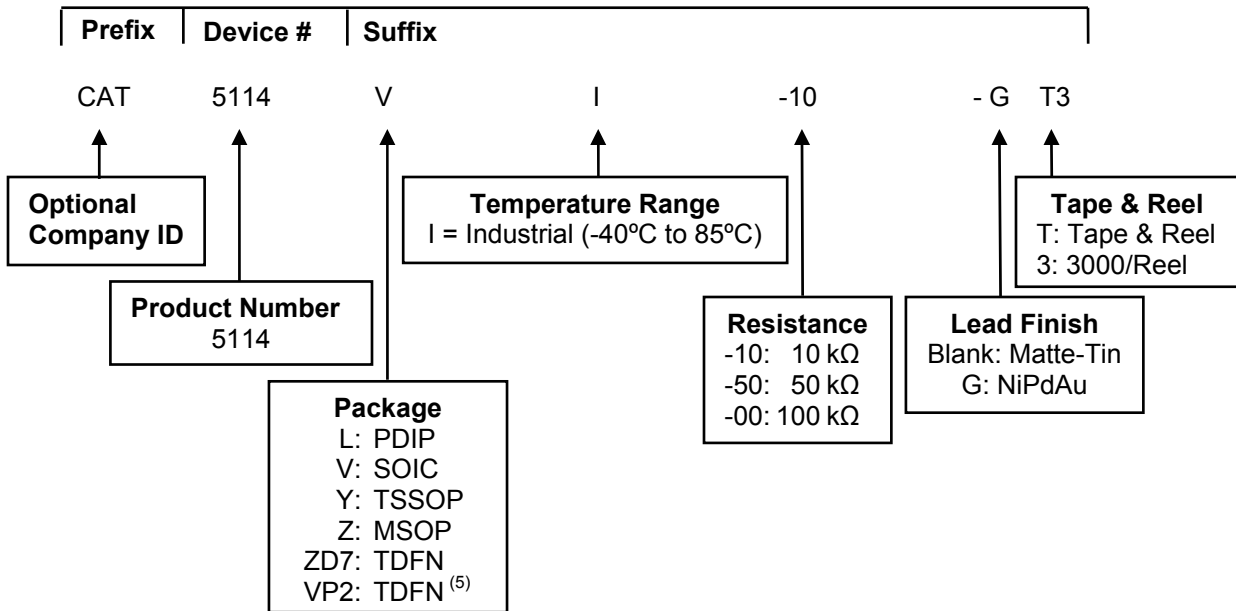 Prefix Device # Suffix
CAT 5114 V I -10 - G T3
Optional
Company ID
Temperature Range
I = Industrial (-40ºC to 85ºC)
Tape & Reel
T: Tape & Reel
3: 3000/Reel
Product Number
5114
Resistance
-10: 10 kΩ
-50: 50 kΩ
-00: 100 kΩ
Lead Finish
Blank: Matte-Tin
G: NiPdAu
Package
L: PDIP
V: SOIC
Y: TSSOP
Z: MSOP
ZD7: TDFN
VP2: TDFN (5)